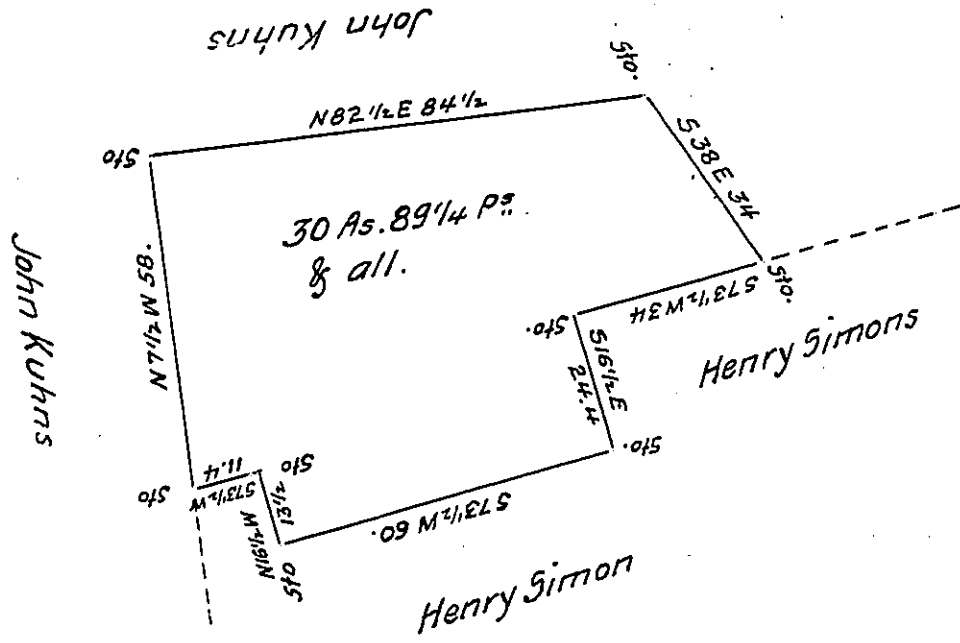 John Kuhns
Sto.
N82½E 84½
Sto
S38E 34
30 As. 89¼ Ps.
& all.
John Kuhns
N7½W 58.
Sto.
S73½W 34
Sto.
Henry Simons
S16½E
24.4
Sto.
Sto
11.4
S73½W
Sto
13½
N16½W
Sto
S73½W 60.
Henry Simon